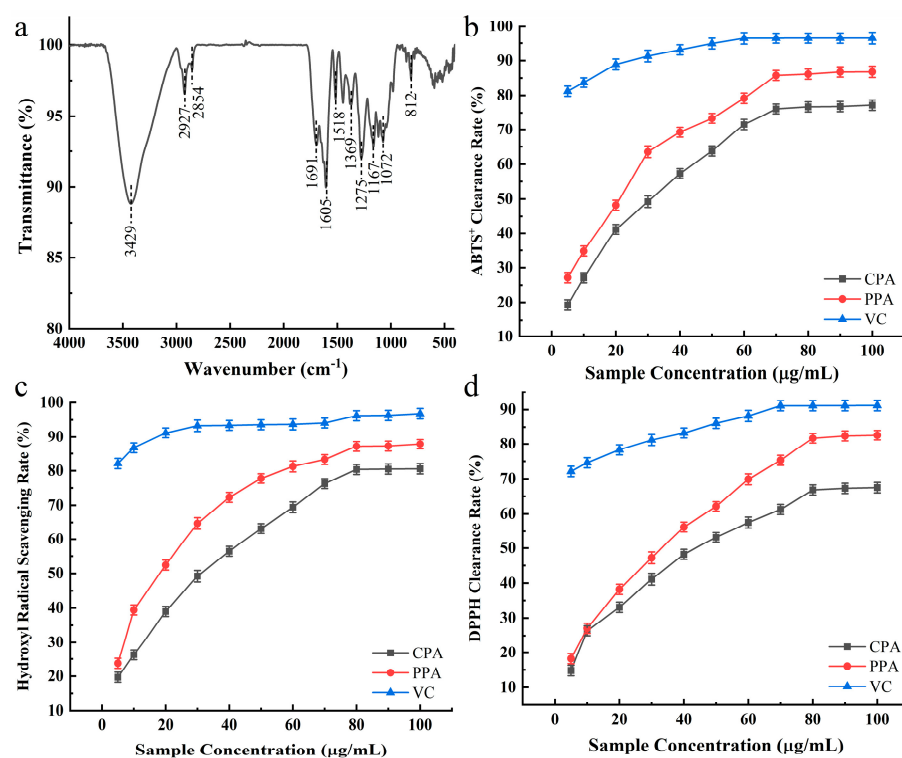 a
100
95
90
85
80
Transmittance (%)
3429
2927
2854
1691
1605
1518
1369
1275
1167
1072
812
4000 3500 3000 2500 2000 1500 1000 500
Wavenumber (cm-1)
b
100
90
80
70
60
50
40
30
20
10
ABTS+ Clearance Rate (%)
CPA
PPA
VC
0 20 40 60 80 100
Sample Concentration (μg/mL)
c
100
90
80
70
60
50
40
30
20
10
Hydroxyl Radical Scavenging Rate (%)
CPA
PPA
VC
0 20 40 60 80 100
Sample Concentration (μg/mL)
d
90
80
70
60
50
40
30
20
10
DPPH Clearance Rate (%)
CPA
PPA
VC
0 20 40 60 80 100
Sample Concentration (μg/mL)